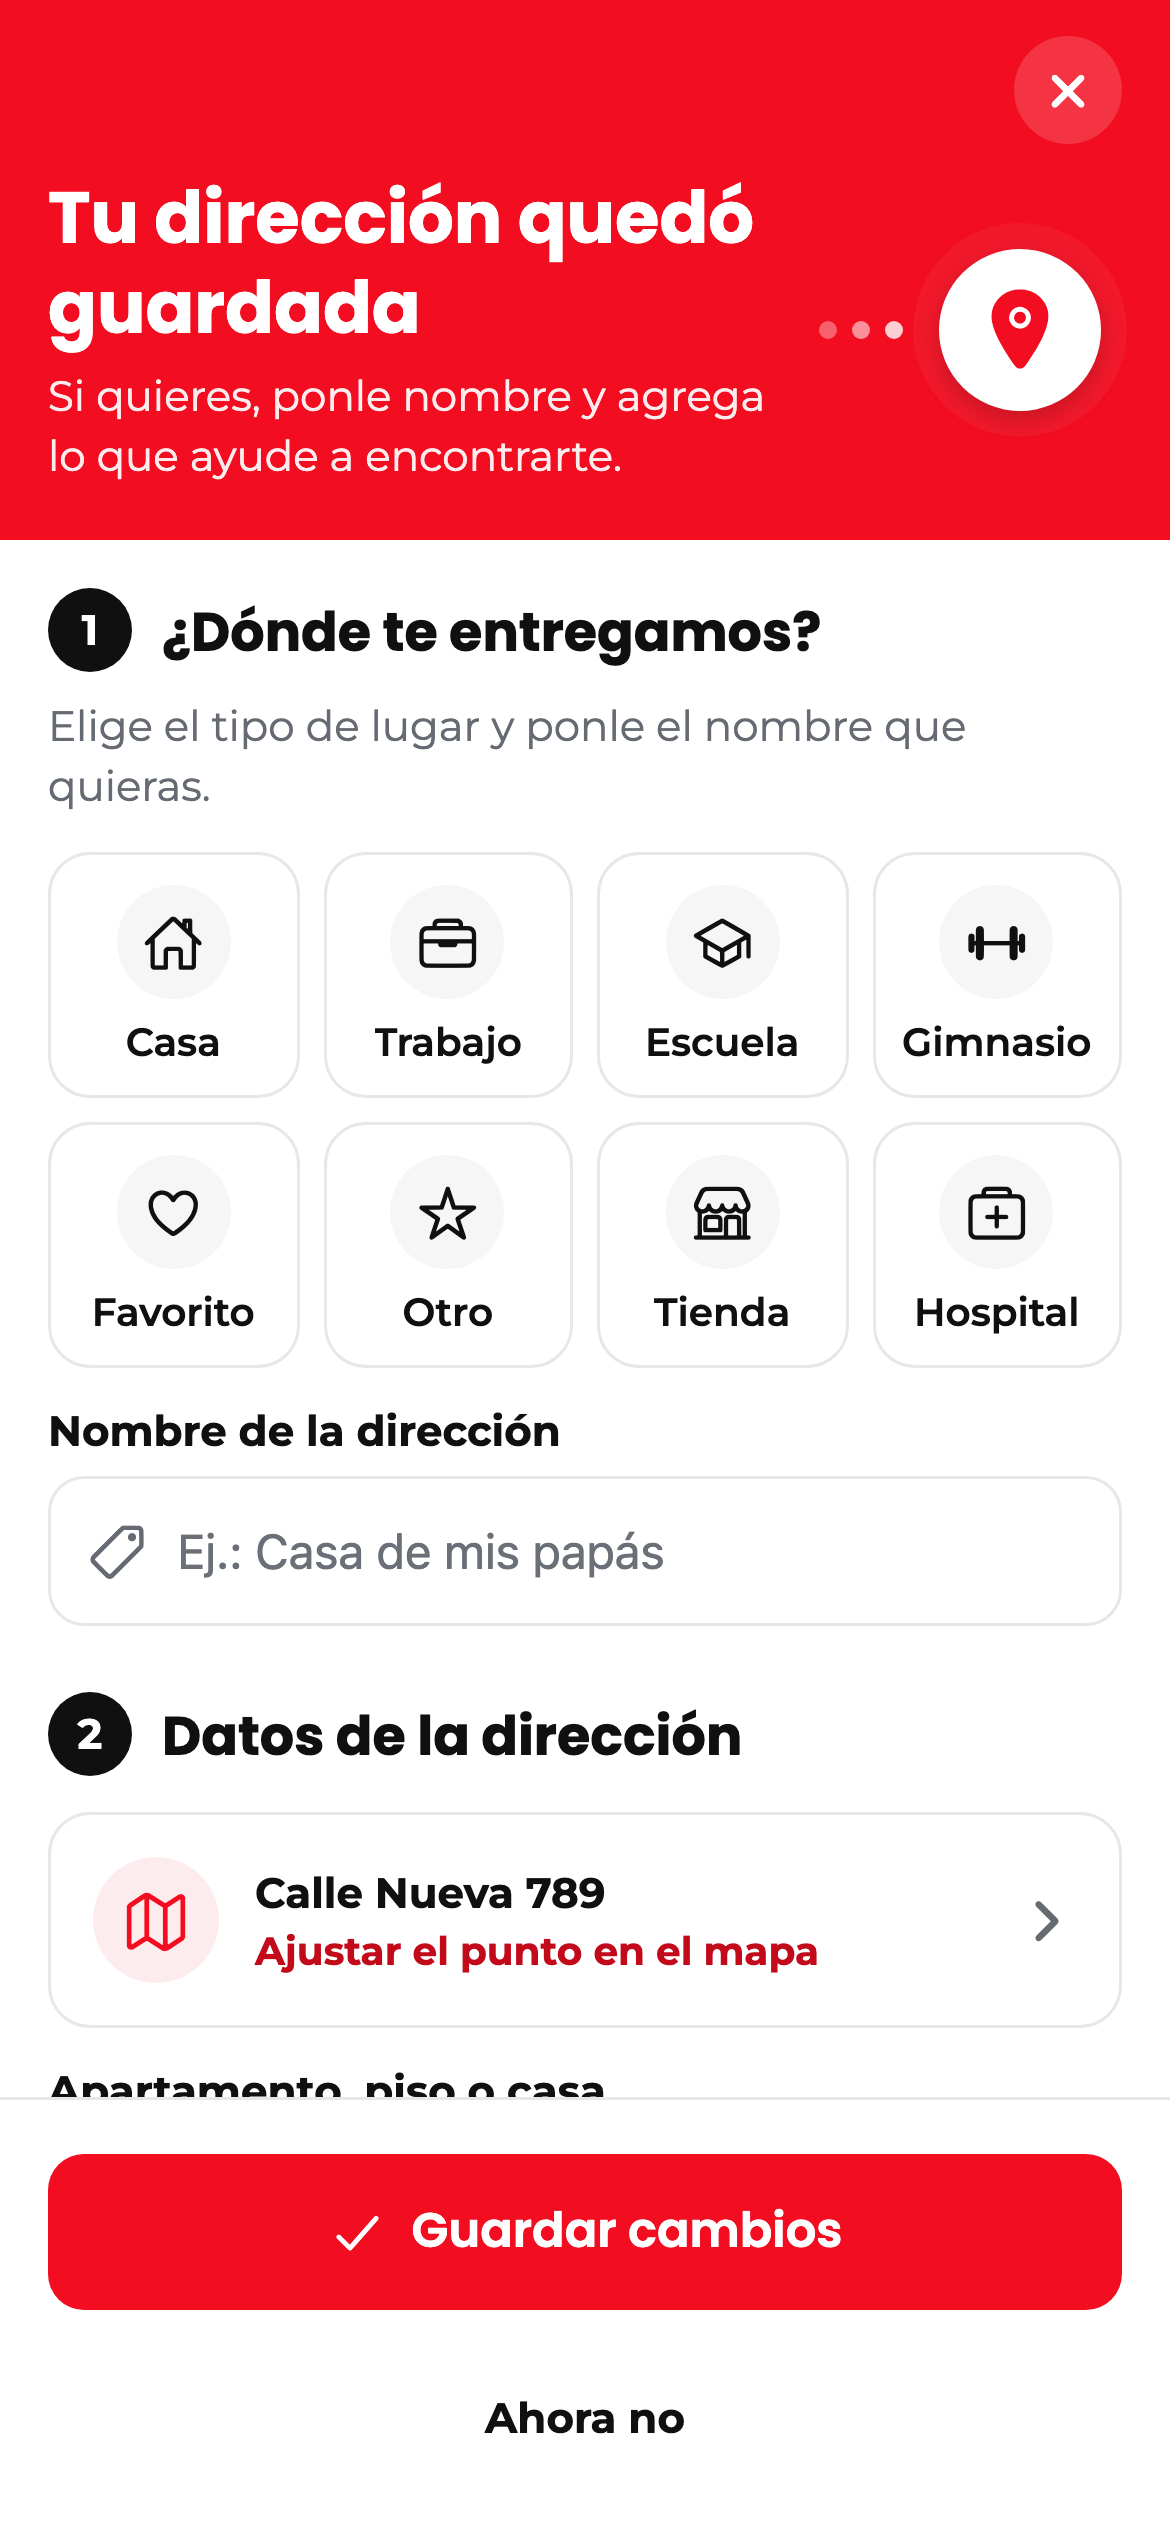 Tu dirección quedó
guardada
Si quieres, ponle nombre y agrega
lo que ayude a encontrarte.
1 ¿Dónde te entregamos?
Elige el tipo de lugar y ponle el nombre que
quieras.
Casa Trabajo Escuela Gimnasio
Favorito Otro Tienda Hospital
Nombre de la dirección
Ej.: Casa de mis papás
2 Datos de la dirección
Calle Nueva 789
Ajustar el punto en el mapa
Apartamento, piso o casa
Guardar cambios
Ahora no